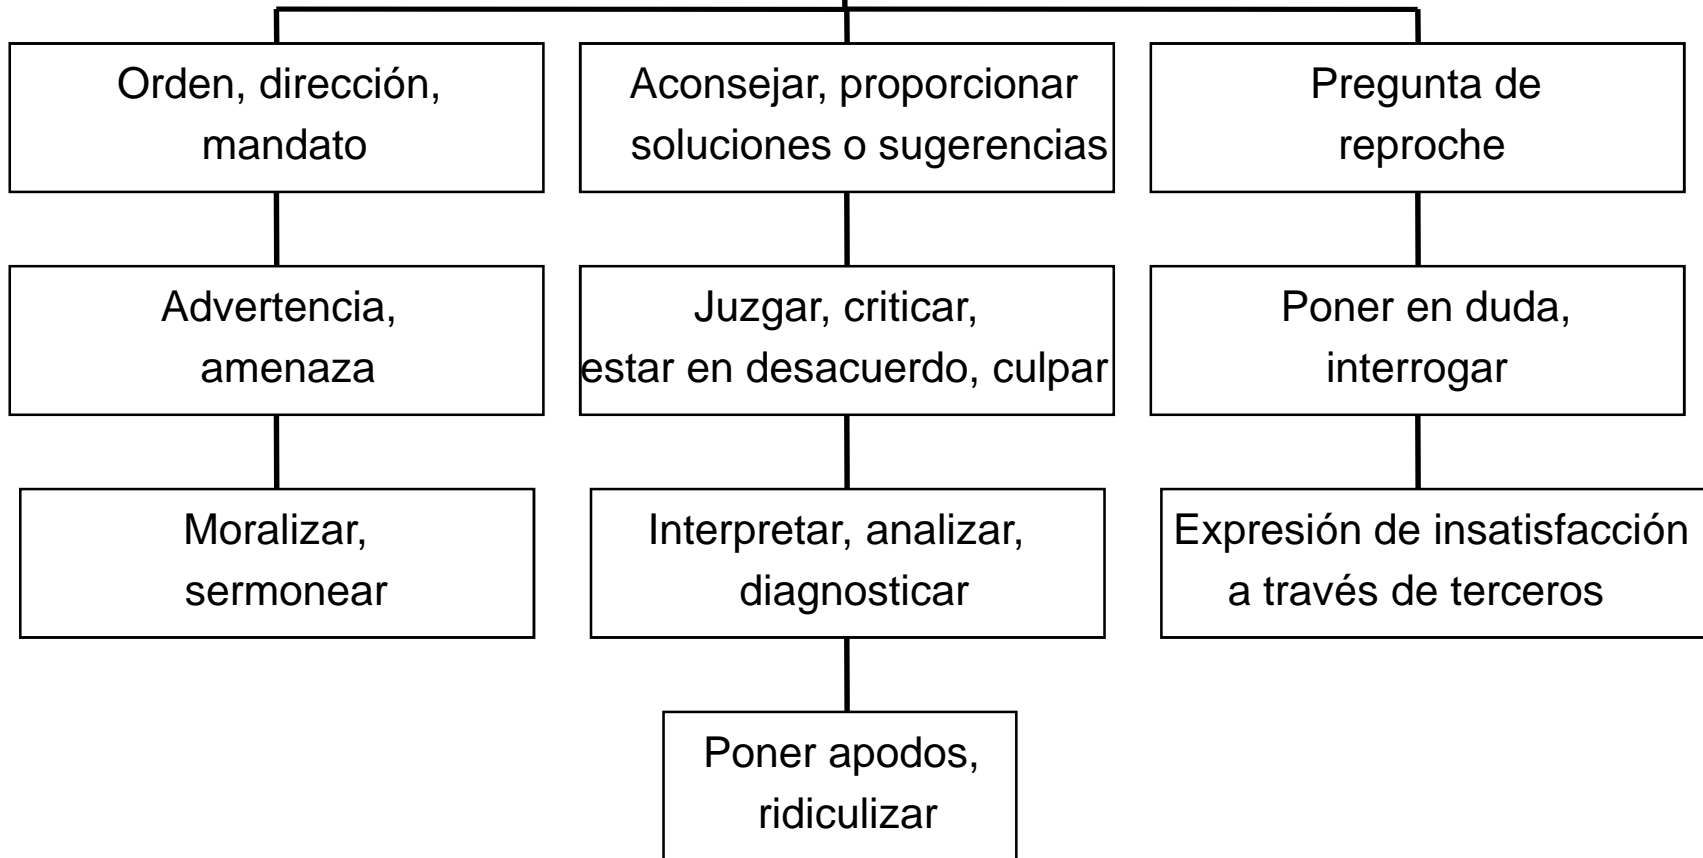 Orden, dirección,
mandato
Aconsejar, proporcionar
soluciones o sugerencias
Pregunta de
reproche
Advertencia,
amenaza
Juzgar, criticar,
estar en desacuerdo, culpar
Poner en duda,
interrogar
Moralizar,
sermonear
Interpretar, analizar,
diagnosticar
Expresión de insatisfacción
a través de terceros
Poner apodos,
ridiculizar